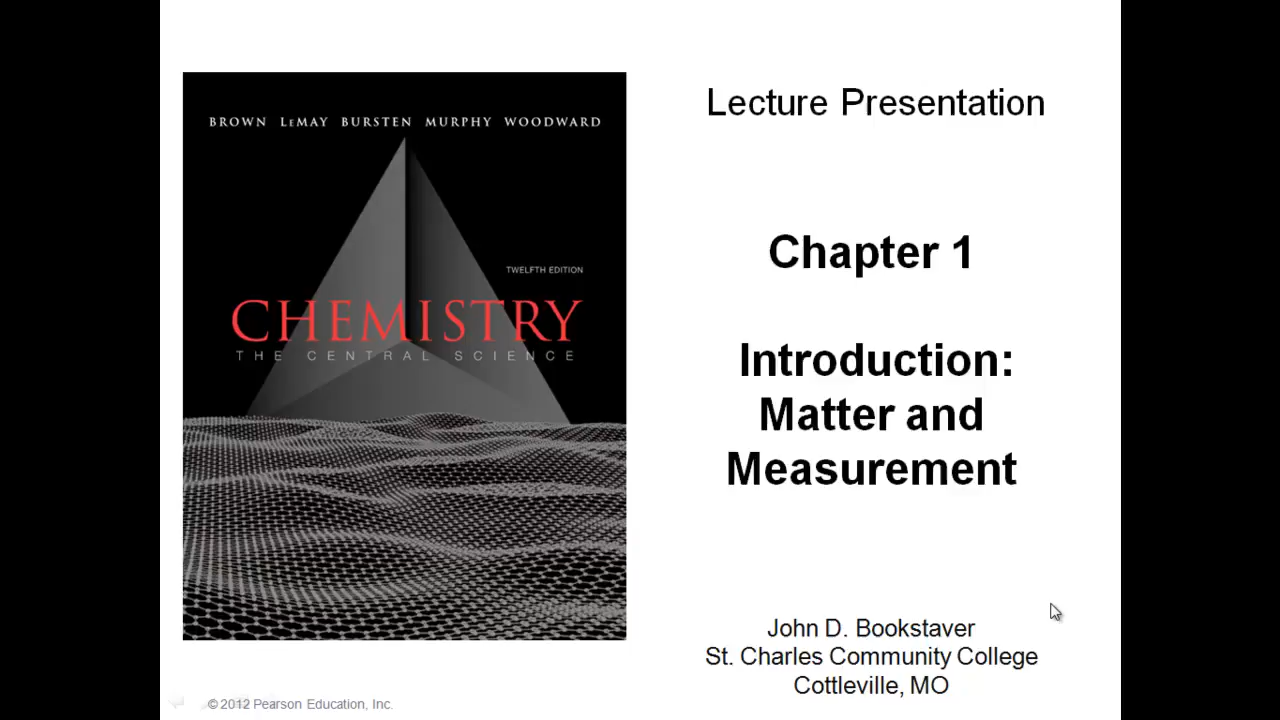 BROWN LEMAY BURSTEN MURPHY WOODWARD
TWELFTH EDITION
CHEMISTRY
THE CENTRAL SCIENCE
Lecture Presentation
Chapter 1
Introduction:
Matter and
Measurement
John D. Bookstaver
St. Charles Community College
Cottleville, MO
© 2012 Pearson Education, Inc.